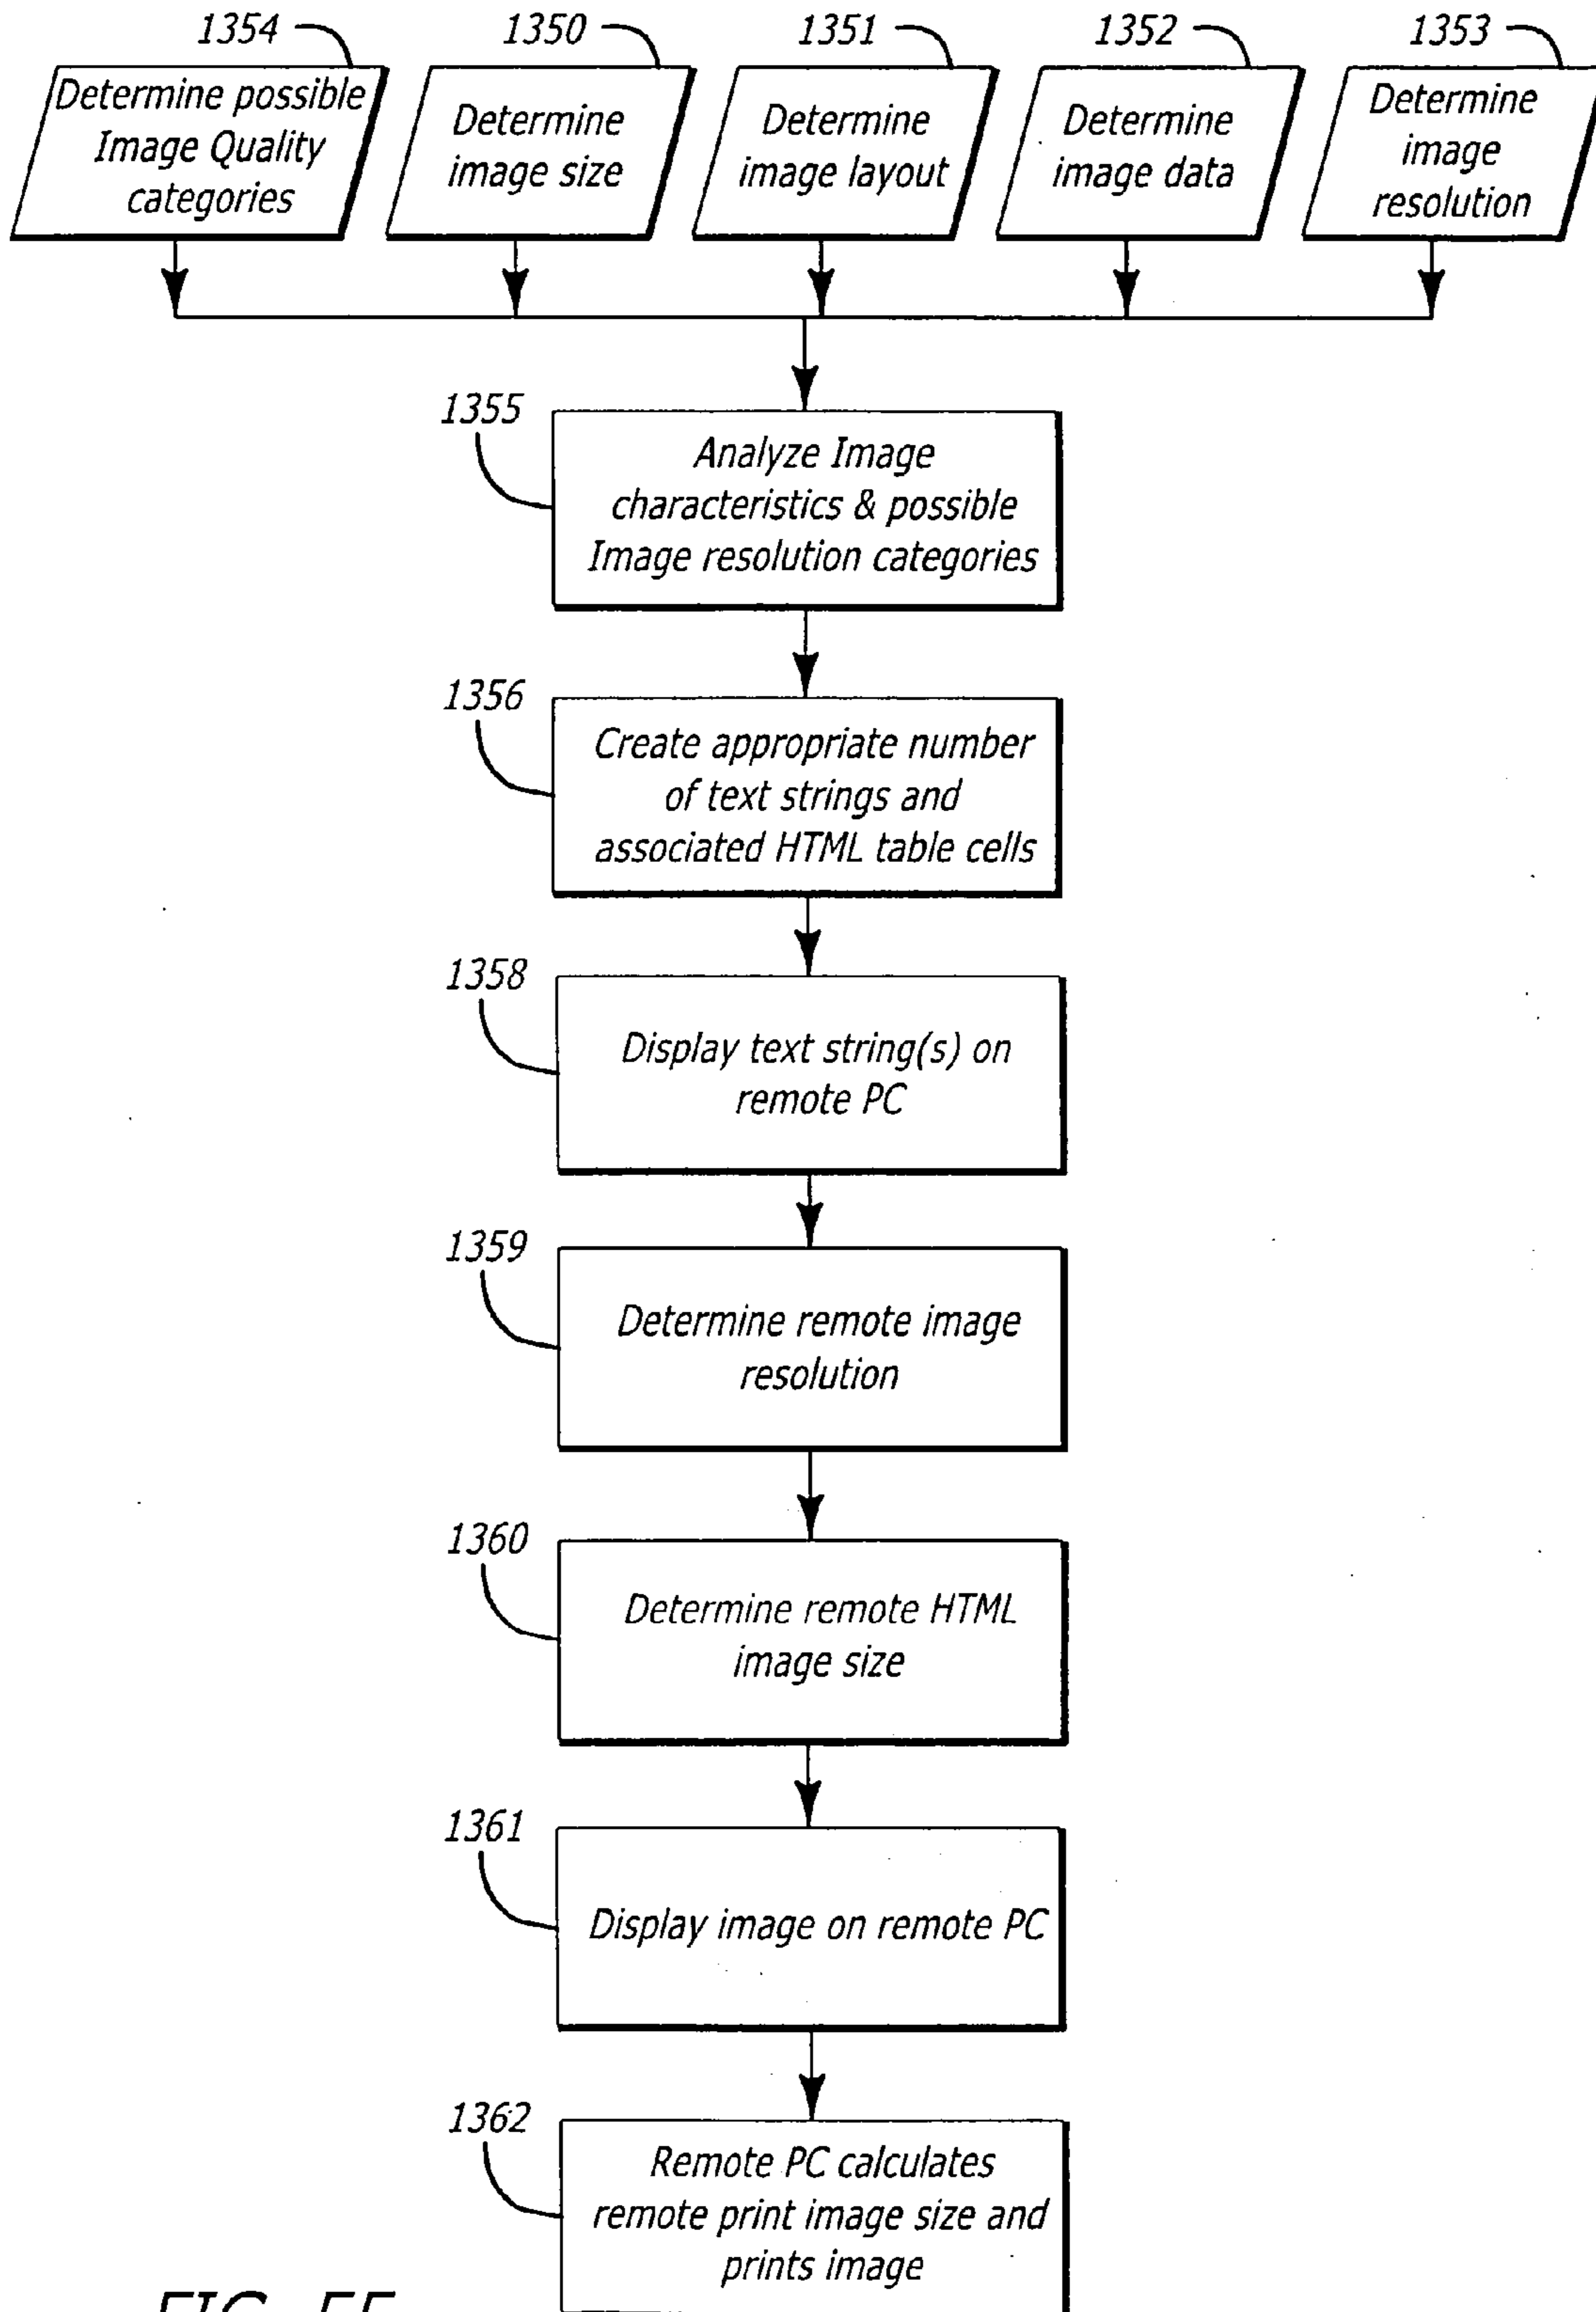 1354
1350
1351
1352
1353
Determine possible
Image Quality
categories
Determine
image size
Determine
image layout
Determine
image data
Determine
image
resolution
1355
Analyze Image
characteristics & possible
Image resolution categories
1356
Create appropriate number
of text strings and
associated HTML table cells
1358
Display text string(s) on
remote PC
1359
Determine remote image
resolution
1360
Determine remote HTML
image size
1361
Display image on remote PC
1362
Remote PC calculates
remote print image size and
prints image
FIG.